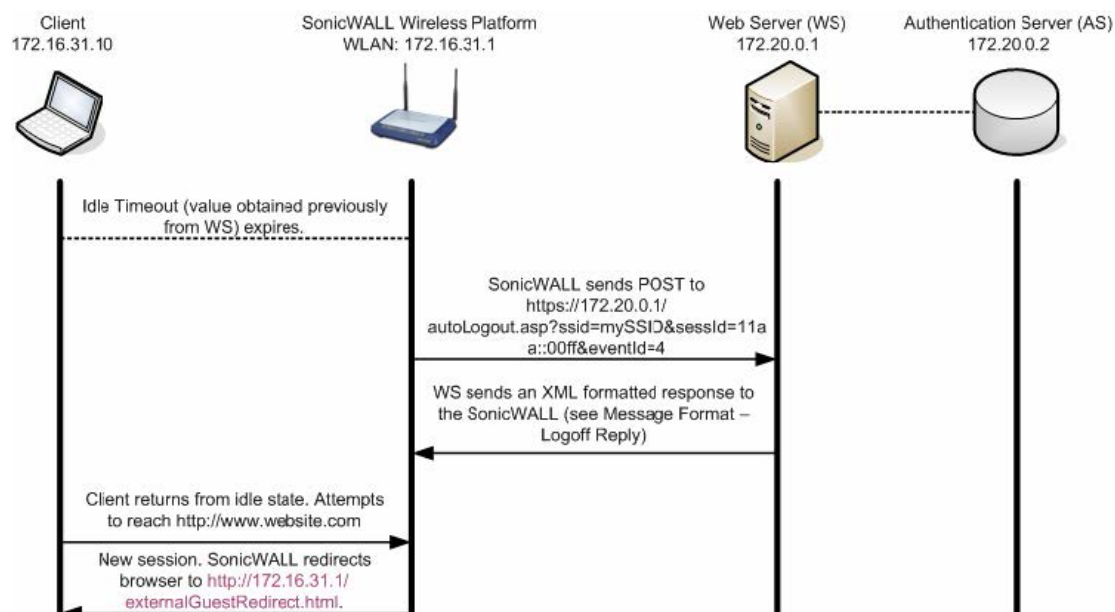 Client
172.16.31.10
SonicWALL Wireless Platform
WLAN: 172.16.31.1
Web Server (WS)
172.20.0.1
Authentication Server (AS)
172.20.0.2
Idle Timeout (value obtained previously
from WS) expires.
SonicWALL sends POST to
https://172.20.0.1/
autoLogout.asp?ssid=mySSID&sessId=11a
a::00ff&eventId=4
WS sends an XML formatted response to
the SonicWALL (see Message Format –
Logoff Reply)
Client returns from idle state. Attempts
to reach http://www.website.com
New session. SonicWALL redirects
browser to http://172.16.31.1/
externalGuestRedirect.html.